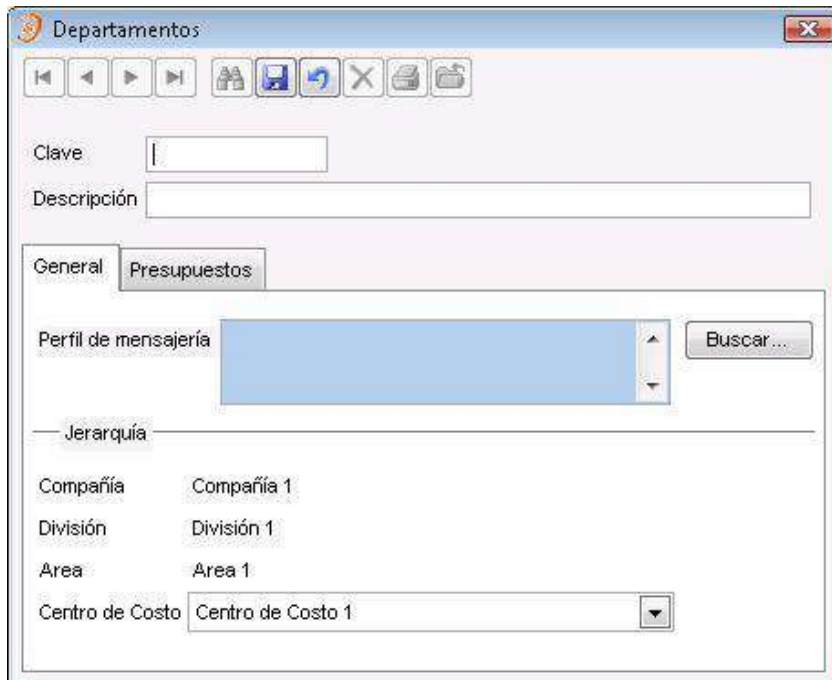 Departamentos
Clave
Descripción
General Presupuestos
Perfil de mensajería Buscar...
Jerarquía
Compañía Compañía 1
División División 1
Area Area 1
Centro de Costo Centro de Costo 1